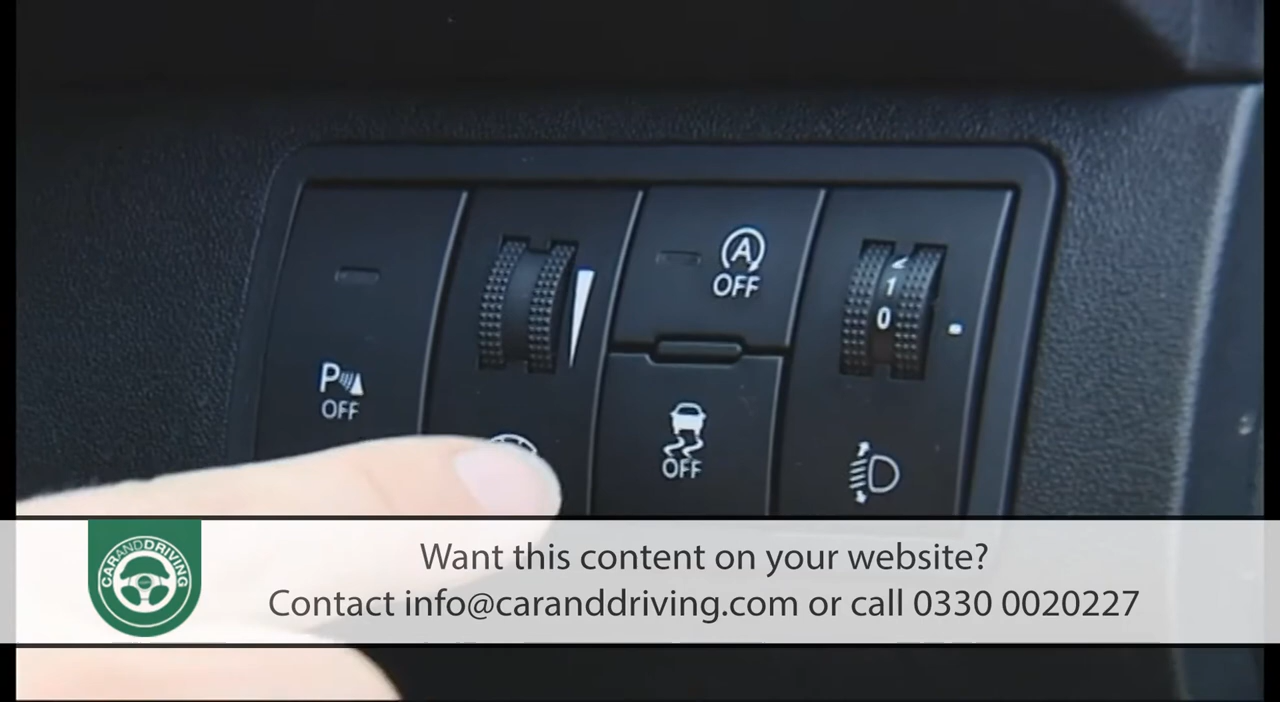 A
OFF
2
1
0
P
OFF
OFF
CARANDDRIVING
Want this content on your website?
Contact info@caranddriving.com or call 0330 0020227